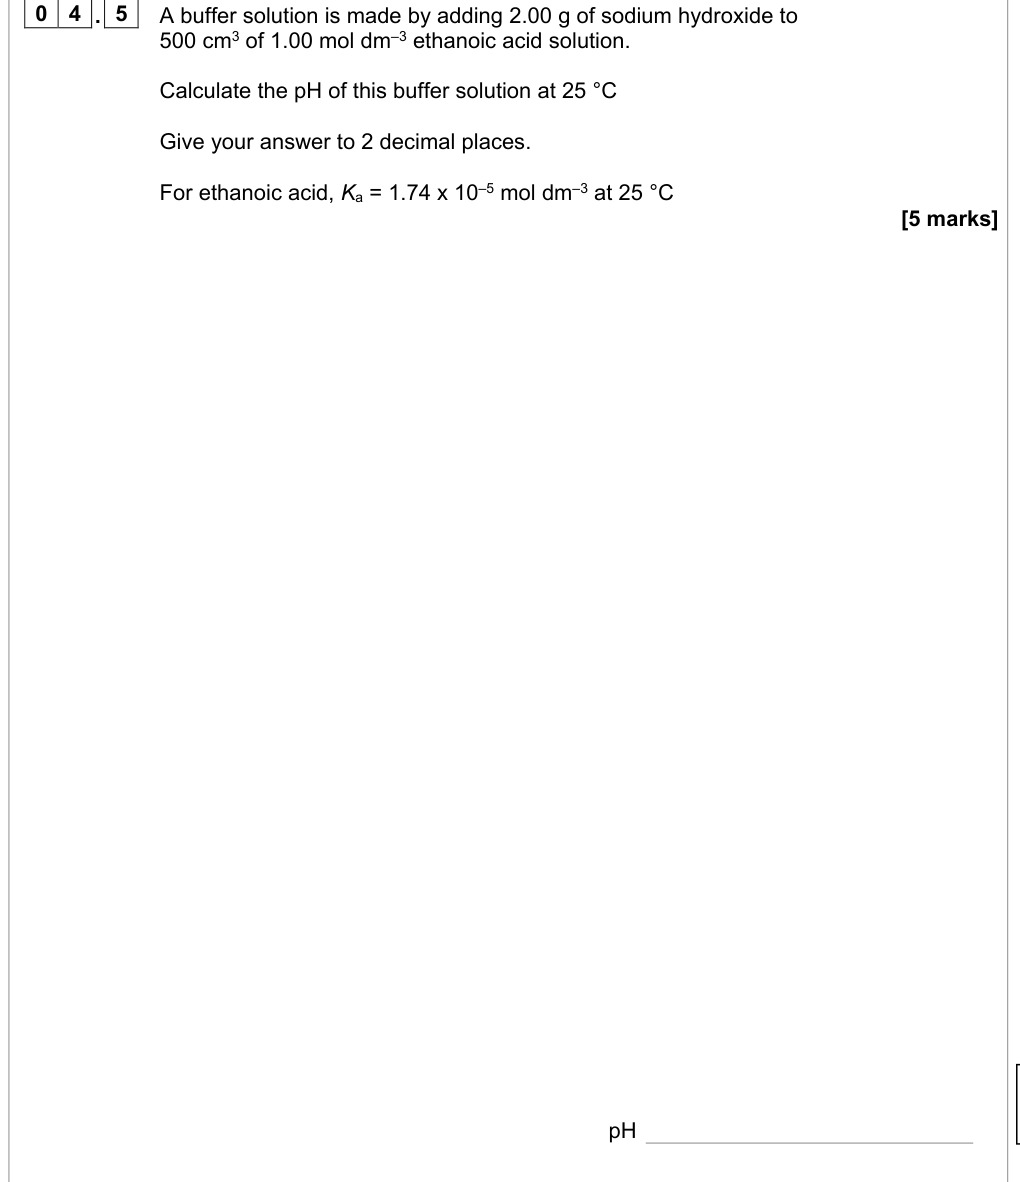 0 4 . 5 A buffer solution is made by adding 2.00 g of sodium hydroxide to
500 cm³ of 1.00 mol dm⁻³ ethanoic acid solution.
Calculate the pH of this buffer solution at 25 °C
Give your answer to 2 decimal places.
For ethanoic acid, Kₐ = 1.74 x 10⁻⁵ mol dm⁻³ at 25 °C
[5 marks]
pH